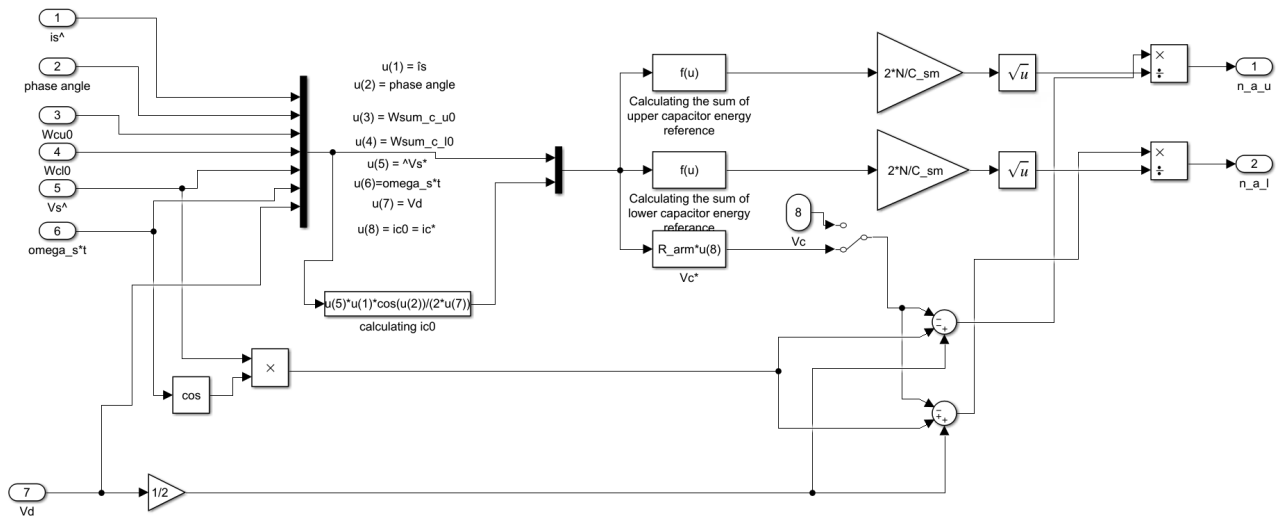 1
is^
2
phase angle
3
Wcu0
4
Wcl0
5
Vs^
6
omega_s*t
7
Vd
u(1) = îs
u(2) = phase angle
u(3) = Wsum_c_u0
u(4) = Wsum_c_l0
u(5) = ^Vs*
u(6)=omega_s*t
u(7) = Vd
u(8) = ic0 = ic*
u(5)*u(1)*cos(u(2))/(2*u(7))
calculating ic0
×
cos
1/2
f(u)
Calculating the sum of
upper capacitor energy
reference
f(u)
Calculating the sum of
lower capacitor energy
referance
R_arm*u(8)
Vc*
8
Vc
2*N/C_sm
√u
2*N/C_sm
√u
×
÷
1
n_a_u
×
÷
2
n_a_l
−
−
+
−
+
+